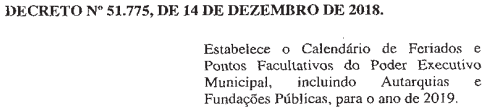 DECRETO Nº 51.775, DE 14 DE DEZEMBRO DE 2018.
Estabelece o Calendário de Feriados e
Pontos Facultativos do Poder Executivo
Municipal, incluindo Autarquias e
Fundações Públicas, para o ano de 2019.